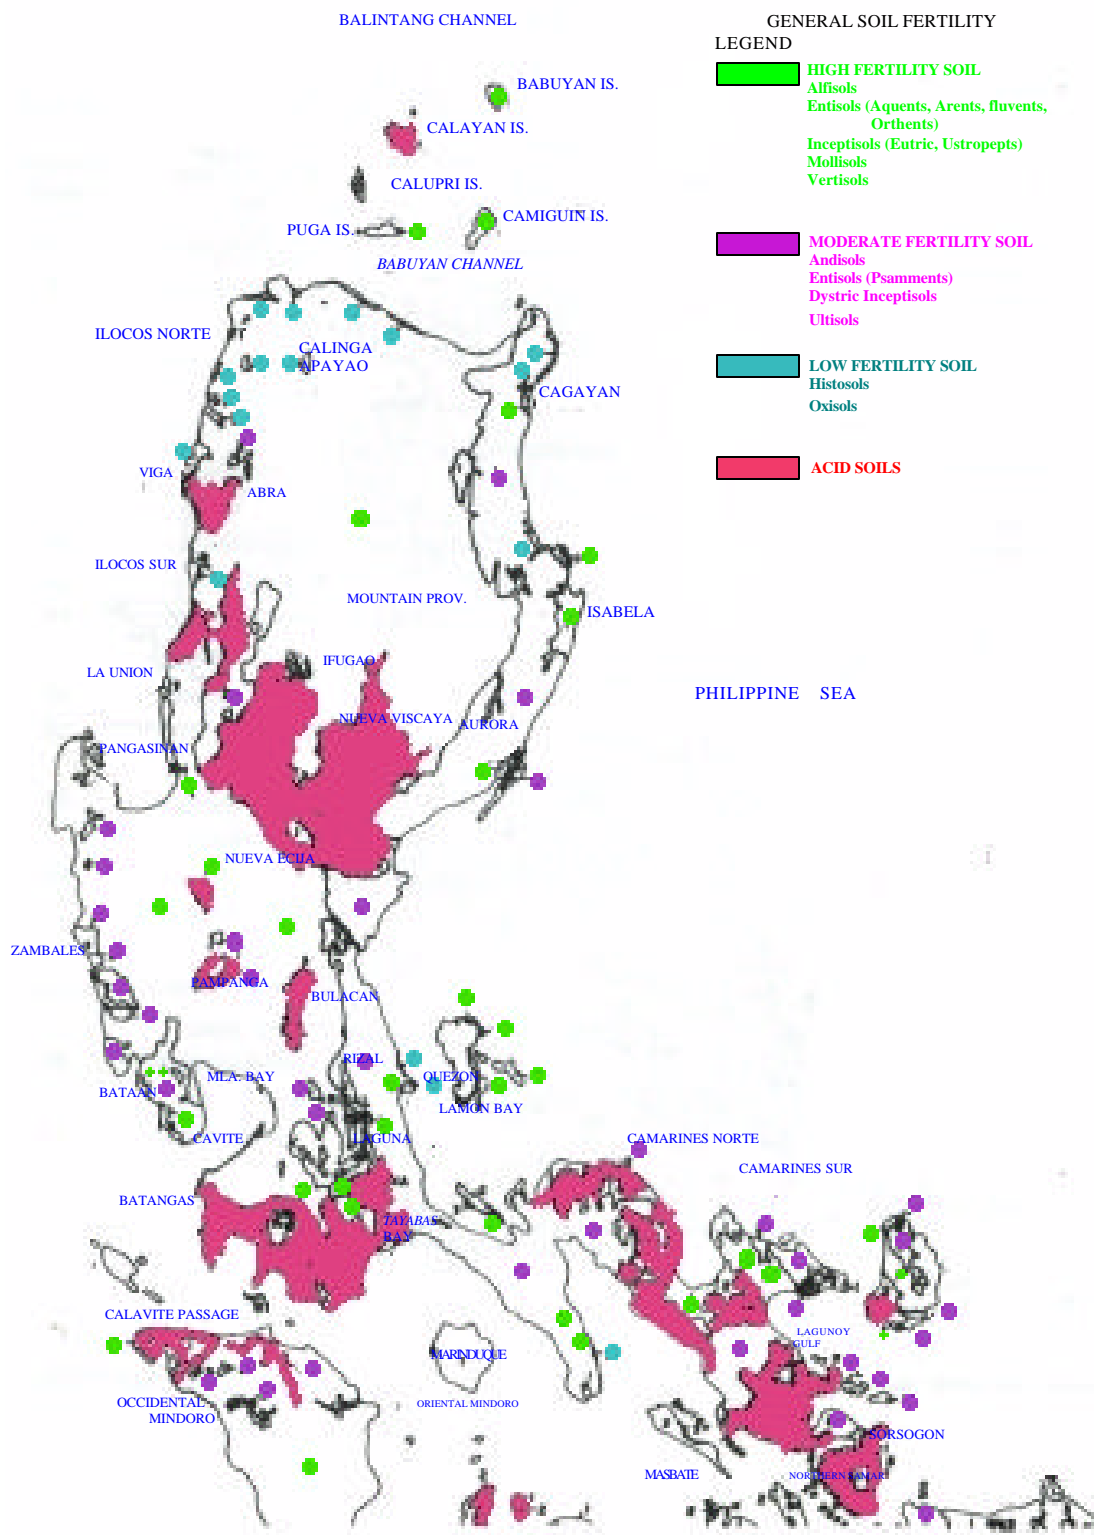 BALINTANG CHANNEL
GENERAL SOIL FERTILITY
LEGEND
HIGH FERTILITY SOIL
Alfisols
Entisols (Aquents, Arents, fluvents,
Orthents)
Inceptisols (Eutric, Ustropepts)
Mollisols
Vertisols
MODERATE FERTILITY SOIL
Andisols
Entisols (Psamments)
Dystric Inceptisols
Ultisols
LOW FERTILITY SOIL
Histosols
Oxisols
ACID SOILS
BABUYAN IS.
CALAYAN IS.
CALUPRI IS.
PUGA IS.
CAMIGUIN IS.
BABUYAN CHANNEL
ILOCOS NORTE
CALINGA
APAYAO
CAGAYAN
VIGA
ABRA
ILOCOS SUR
MOUNTAIN PROV.
ISABELA
LA UNION
IFUGAO
PHILIPPINE SEA
NUEVA VISCAYA
AURORA
PANGASINAN
NUEVA ECIJA
ZAMBALES
PAMPANGA
BULACAN
RIZAL
QUEZON
BATAAN
MLA. BAY
LAMON BAY
CAVITE
LAGUNA
CAMARINES NORTE
CAMARINES SUR
BATANGAS
TAYABAS
BAY
CALAVITE PASSAGE
LAGUNOY
GULF
MARINDUQUE
OCCIDENTAL
MINDORO
ORIENTAL MINDORO
SORSOGON
MASBATE
NORTHERN SAMAR